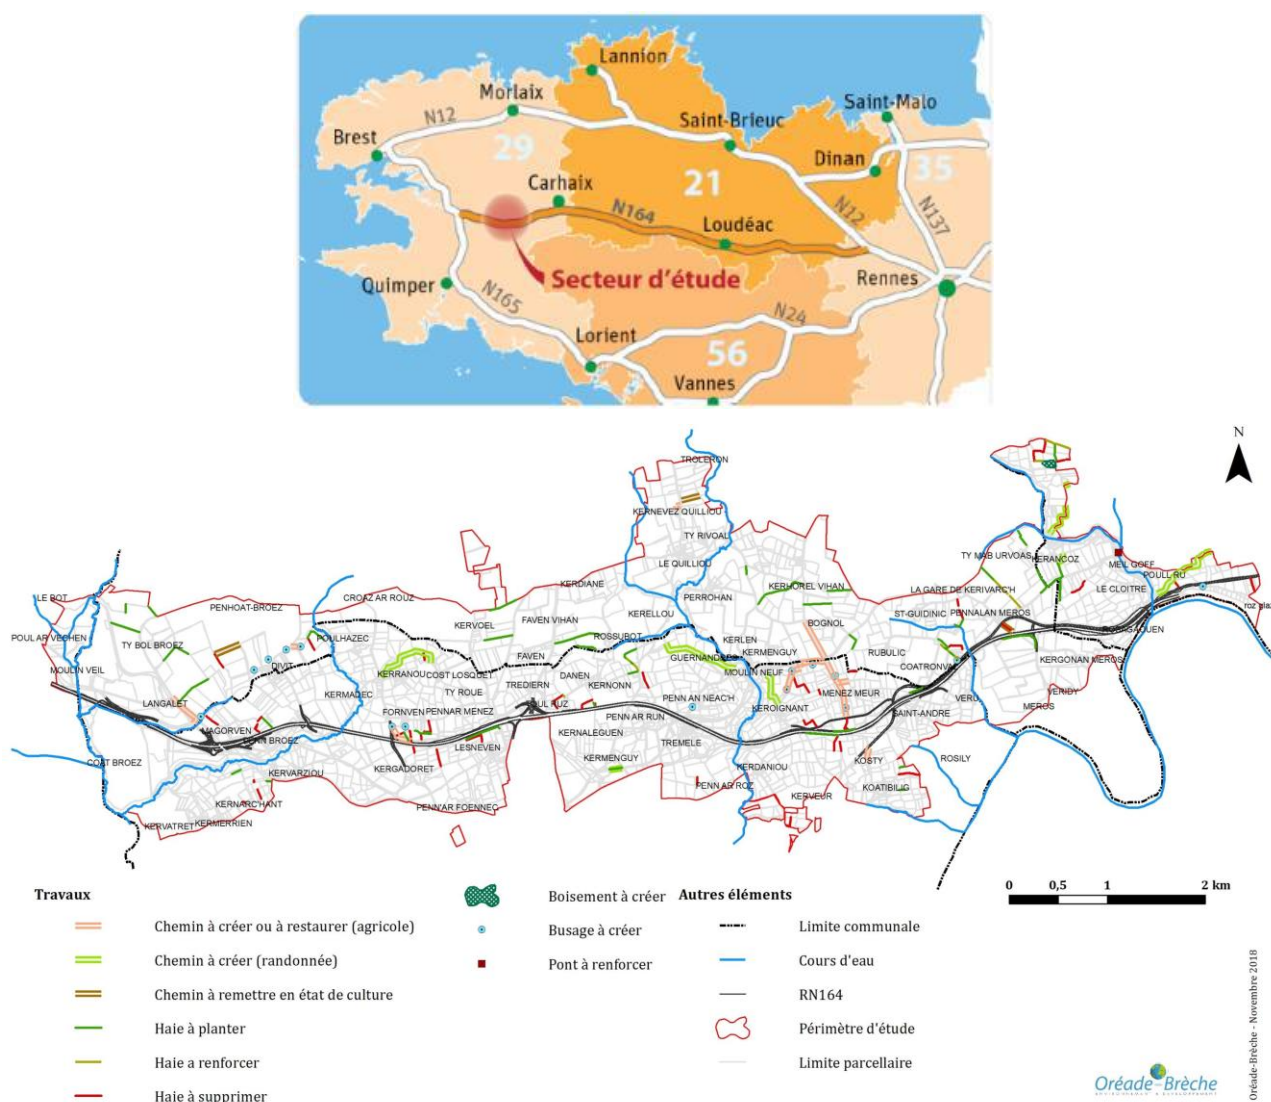 Lannion
Morlaix
Saint-Malo
N12
Saint-Brieuc
Brest
29
Dinan
35
Carhaix
21
N164
N12
N137
Loudéac
Secteur d'étude
Rennes
Quimper
N165
N24
Lorient
56
Vannes
N
TROLERON
KERNEVEZ QUILLIOU
TY RIVOAL
TY MAB URVOAS
KERANCOZ
MEIL GOFF
LE QUILLIOU
POULL RU
KERDIANE
KERHOREL VIHAN
LA GARE DE KERIVARC'H
LE CLOITRE
LE BOT
PENHOAT-BROEZ
CROAZ AR ROUZ
PERROHAN
KERELLOU
ST-GUIDINIC
PENNALAN MEROS
KERVOEL
FAVEN VIHAN
BOGNOL
POUL AR VECHEN
TY BOL BROEZ
POULHAZEC
ROSSUBOT
KERLEN
KERMENGUY
RUBULIC
FAVEN
GUERNANDRES
COATRONVAL
KERGONAN MEROS
MOULIN VEIL
DIVIT
KERRANOU
COST LOSQUET
DANEN
MOULIN NEUF
KERMADEC
TY ROUE
TREDIERN
KERNONN
PENN AN NEAC'H
MENEZ MEUR
VERIDY
LANGALET
FORNVEN
PENNAR MENEZ
KEROIGNANT
MEROS
SAINT-ANDRE
MAGORVEN
PENN AR RUN
KERNALEGUEN
TREMELE
LESNEVEN
COAT BROEZ
KERVARZIOU
KERGADORET
KERMENGUY
KERDANIOU
KOSTY
ROSILY
PENN AR ROZ
KOATIBILIG
KERVEUR
KERNARC'HANT
PENN'AR FOENNEC
KERVATRET
KERMERRIEN
0 0,5 1 2 km
Travaux
Chemin à créer ou à restaurer (agricole)
Chemin à créer (randonnée)
Chemin à remettre en état de culture
Haie à planter
Haie a renforcer
Haie à supprimer
Boisement à créer
Busage à créer
Pont à renforcer
Autres éléments
Limite communale
Cours d'eau
RN164
Périmètre d'étude
Limite parcellaire
Oréade-Brèche
ENVIRONNEMENT & DÉVELOPPEMENT
Oréade-Brèche - Novembre 2018